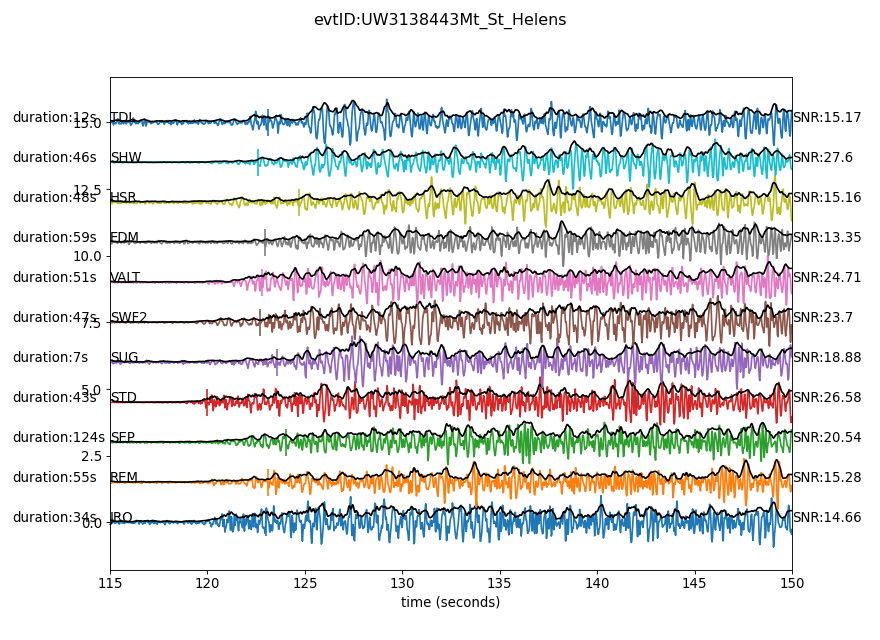 evtID:UW3138443Mt_St_Helens
duration:12s TDL SNR:15.17
15.0
duration:46s SHW SNR:27.6
12.5
duration:48s HSR SNR:15.16
duration:59s EDM SNR:13.35
10.0
duration:51s VALT SNR:24.71
duration:47s SWF2 SNR:23.7
7.5
duration:7s SUG SNR:18.88
5.0
duration:43s STD SNR:26.58
duration:124s SEP SNR:20.54
2.5
duration:55s REM SNR:15.28
duration:34s JRO SNR:14.66
0.0
115 120 125 130 135 140 145 150
time (seconds)